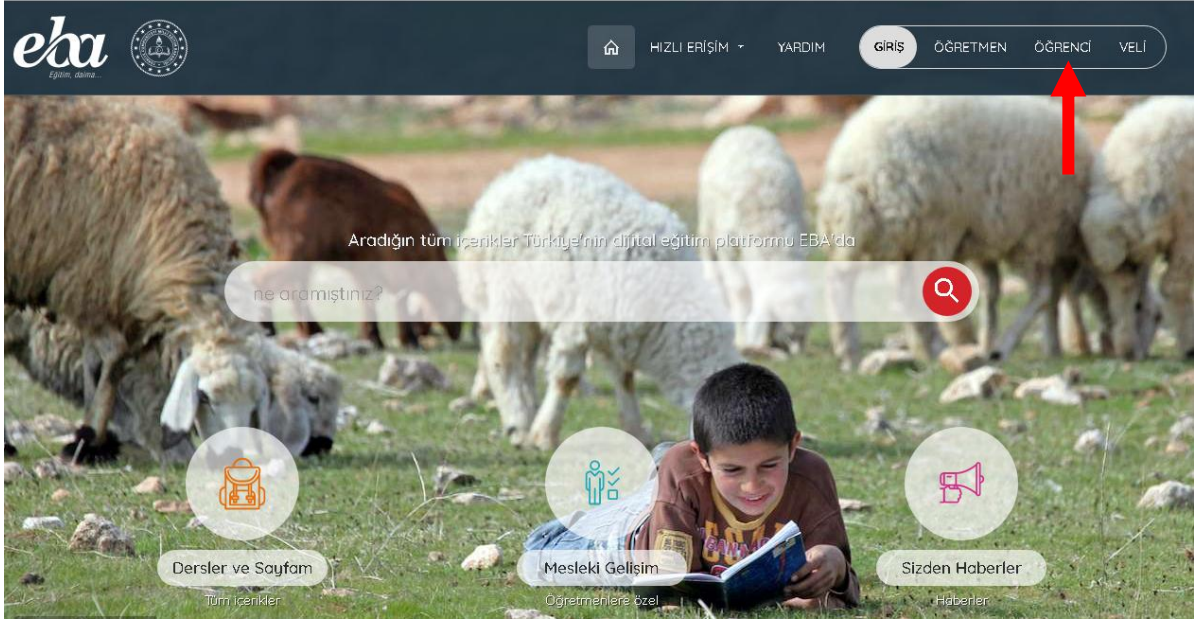 eba
Eğitim, daima...
HIZLI ERİŞİM
YARDIM
GİRİŞ
ÖĞRETMEN
ÖĞRENCİ
VELİ
Aradığın tüm içerikler Türkiye'nin dijital eğitim platformu EBA'da
ne aramıştınız?
Dersler ve Sayfam
Tüm içerikler
Mesleki Gelişim
Öğretmenlere özel
Sizden Haberler
Haberler